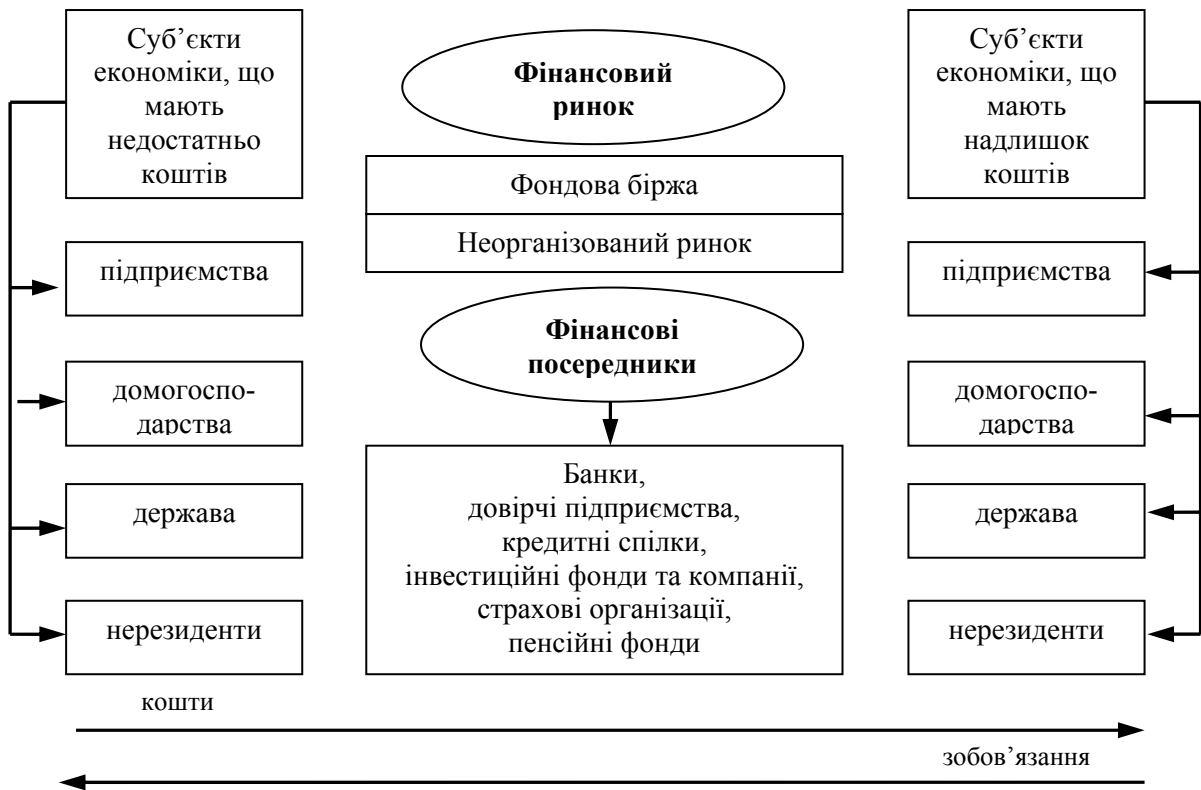 Суб’єкти
економіки, що
мають
недостатньо
коштів
підприємства
домогоспо-
дарства
держава
нерезиденти
Фінансовий
ринок
Фондова біржа
Неорганізований ринок
Фінансові
посередники
Банки,
довірчі підприємства,
кредитні спілки,
інвестиційні фонди та компанії,
страхові організації,
пенсійні фонди
Суб’єкти
економіки, що
мають
надлишок
коштів
підприємства
домогоспо-
дарства
держава
нерезиденти
кошти
зобов’язання